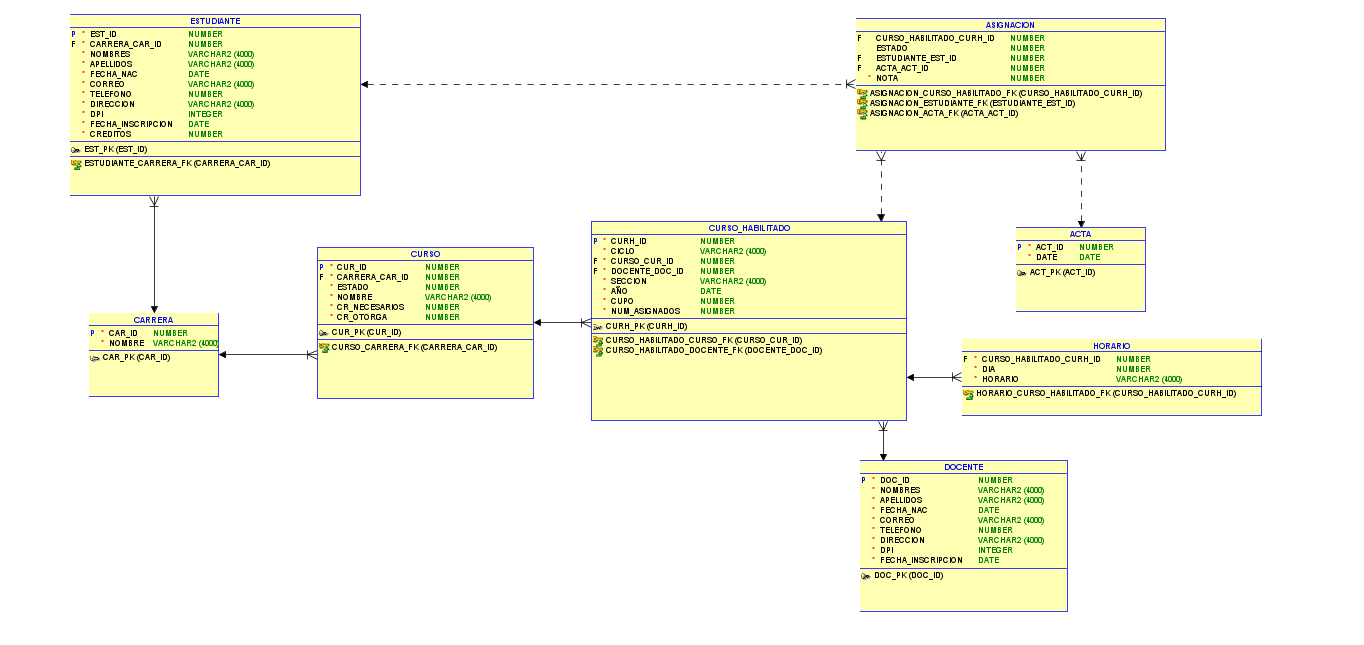 ESTUDIANTE
P * EST_ID NUMBER
F * CARRERA_CAR_ID NUMBER
* NOMBRES VARCHAR2 (4000)
* APELLIDOS VARCHAR2 (4000)
* FECHA_NAC DATE
* CORREO VARCHAR2 (4000)
* TELEFONO NUMBER
* DIRECCION VARCHAR2 (4000)
* DPI INTEGER
* FECHA_INSCRIPCION DATE
* CREDITOS NUMBER
EST_PK (EST_ID)
ESTUDIANTE_CARRERA_FK (CARRERA_CAR_ID)
ASIGNACION
F CURSO_HABILITADO_CURH_ID NUMBER
ESTADO NUMBER
F ESTUDIANTE_EST_ID NUMBER
F ACTA_ACT_ID NUMBER
* NOTA NUMBER
ASIGNACION_CURSO_HABILITADO_FK (CURSO_HABILITADO_CURH_ID)
ASIGNACION_ESTUDIANTE_FK (ESTUDIANTE_EST_ID)
ASIGNACION_ACTA_FK (ACTA_ACT_ID)
CARRERA
P * CAR_ID NUMBER
* NOMBRE VARCHAR2 (4000)
CAR_PK (CAR_ID)
CURSO
P * CUR_ID NUMBER
F * CARRERA_CAR_ID NUMBER
* ESTADO NUMBER
* NOMBRE VARCHAR2 (4000)
* CR_NECESARIOS NUMBER
* CR_OTORGA NUMBER
CUR_PK (CUR_ID)
CURSO_CARRERA_FK (CARRERA_CAR_ID)
CURSO_HABILITADO
P * CURH_ID NUMBER
* CICLO VARCHAR2 (4000)
F * CURSO_CUR_ID NUMBER
F * DOCENTE_DOC_ID NUMBER
* SECCION VARCHAR2 (4000)
* AÑO DATE
* CUPO NUMBER
* NUM_ASIGNADOS NUMBER
CURH_PK (CURH_ID)
CURSO_HABILITADO_CURSO_FK (CURSO_CUR_ID)
CURSO_HABILITADO_DOCENTE_FK (DOCENTE_DOC_ID)
ACTA
P * ACT_ID NUMBER
* DATE DATE
ACT_PK (ACT_ID)
HORARIO
F * CURSO_HABILITADO_CURH_ID NUMBER
* DIA NUMBER
* HORARIO VARCHAR2 (4000)
HORARIO_CURSO_HABILITADO_FK (CURSO_HABILITADO_CURH_ID)
DOCENTE
P * DOC_ID NUMBER
* NOMBRES VARCHAR2 (4000)
* APELLIDOS VARCHAR2 (4000)
* FECHA_NAC DATE
* CORREO VARCHAR2 (4000)
* TELEFONO NUMBER
* DIRECCION VARCHAR2 (4000)
* DPI INTEGER
* FECHA_INSCRIPCION DATE
DOC_PK (DOC_ID)